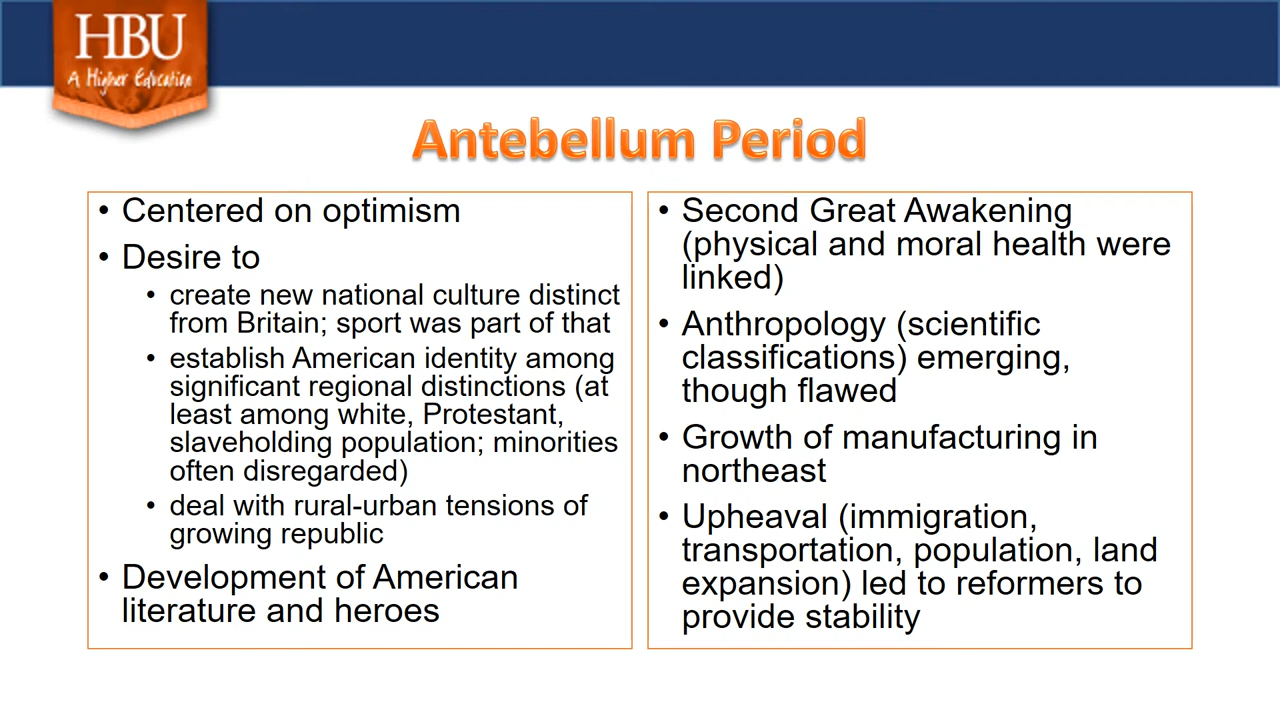 HBU
A Higher Education
Antebellum Period
• Centered on optimism
• Desire to
• create new national culture distinct
from Britain; sport was part of that
• establish American identity among
significant regional distinctions (at
least among white, Protestant,
slaveholding population; minorities
often disregarded)
• deal with rural-urban tensions of
growing republic
• Development of American
literature and heroes
• Second Great Awakening
(physical and moral health were
linked)
• Anthropology (scientific
classifications) emerging,
though flawed
• Growth of manufacturing in
northeast
• Upheaval (immigration,
transportation, population, land
expansion) led to reformers to
provide stability